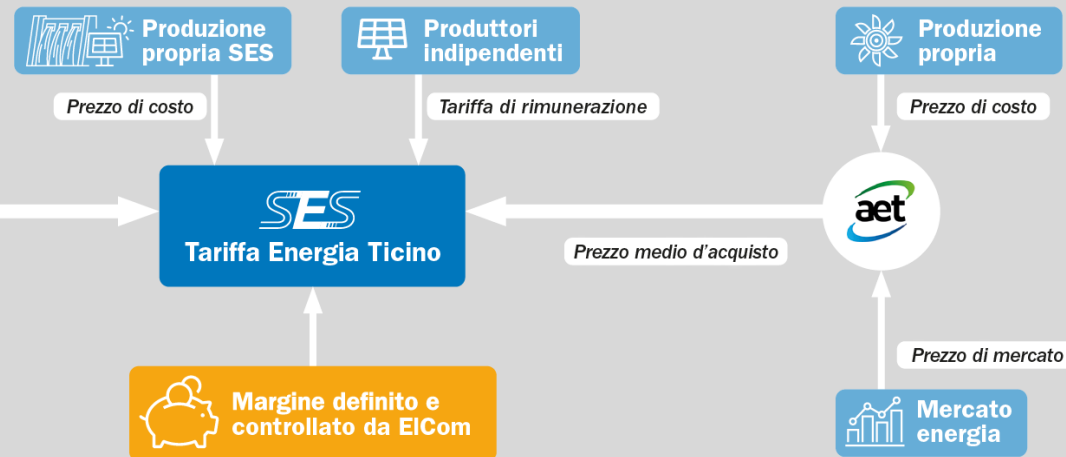 Produzione
propria SES
Produttori
indipendenti
Produzione
propria
Prezzo di costo
Tariffa di rimunerazione
Prezzo di costo
SES
Tariffa Energia Ticino
aet
Prezzo medio d'acquisto
Prezzo di mercato
Margine definito e
controllato da ElCom
Mercato
energia